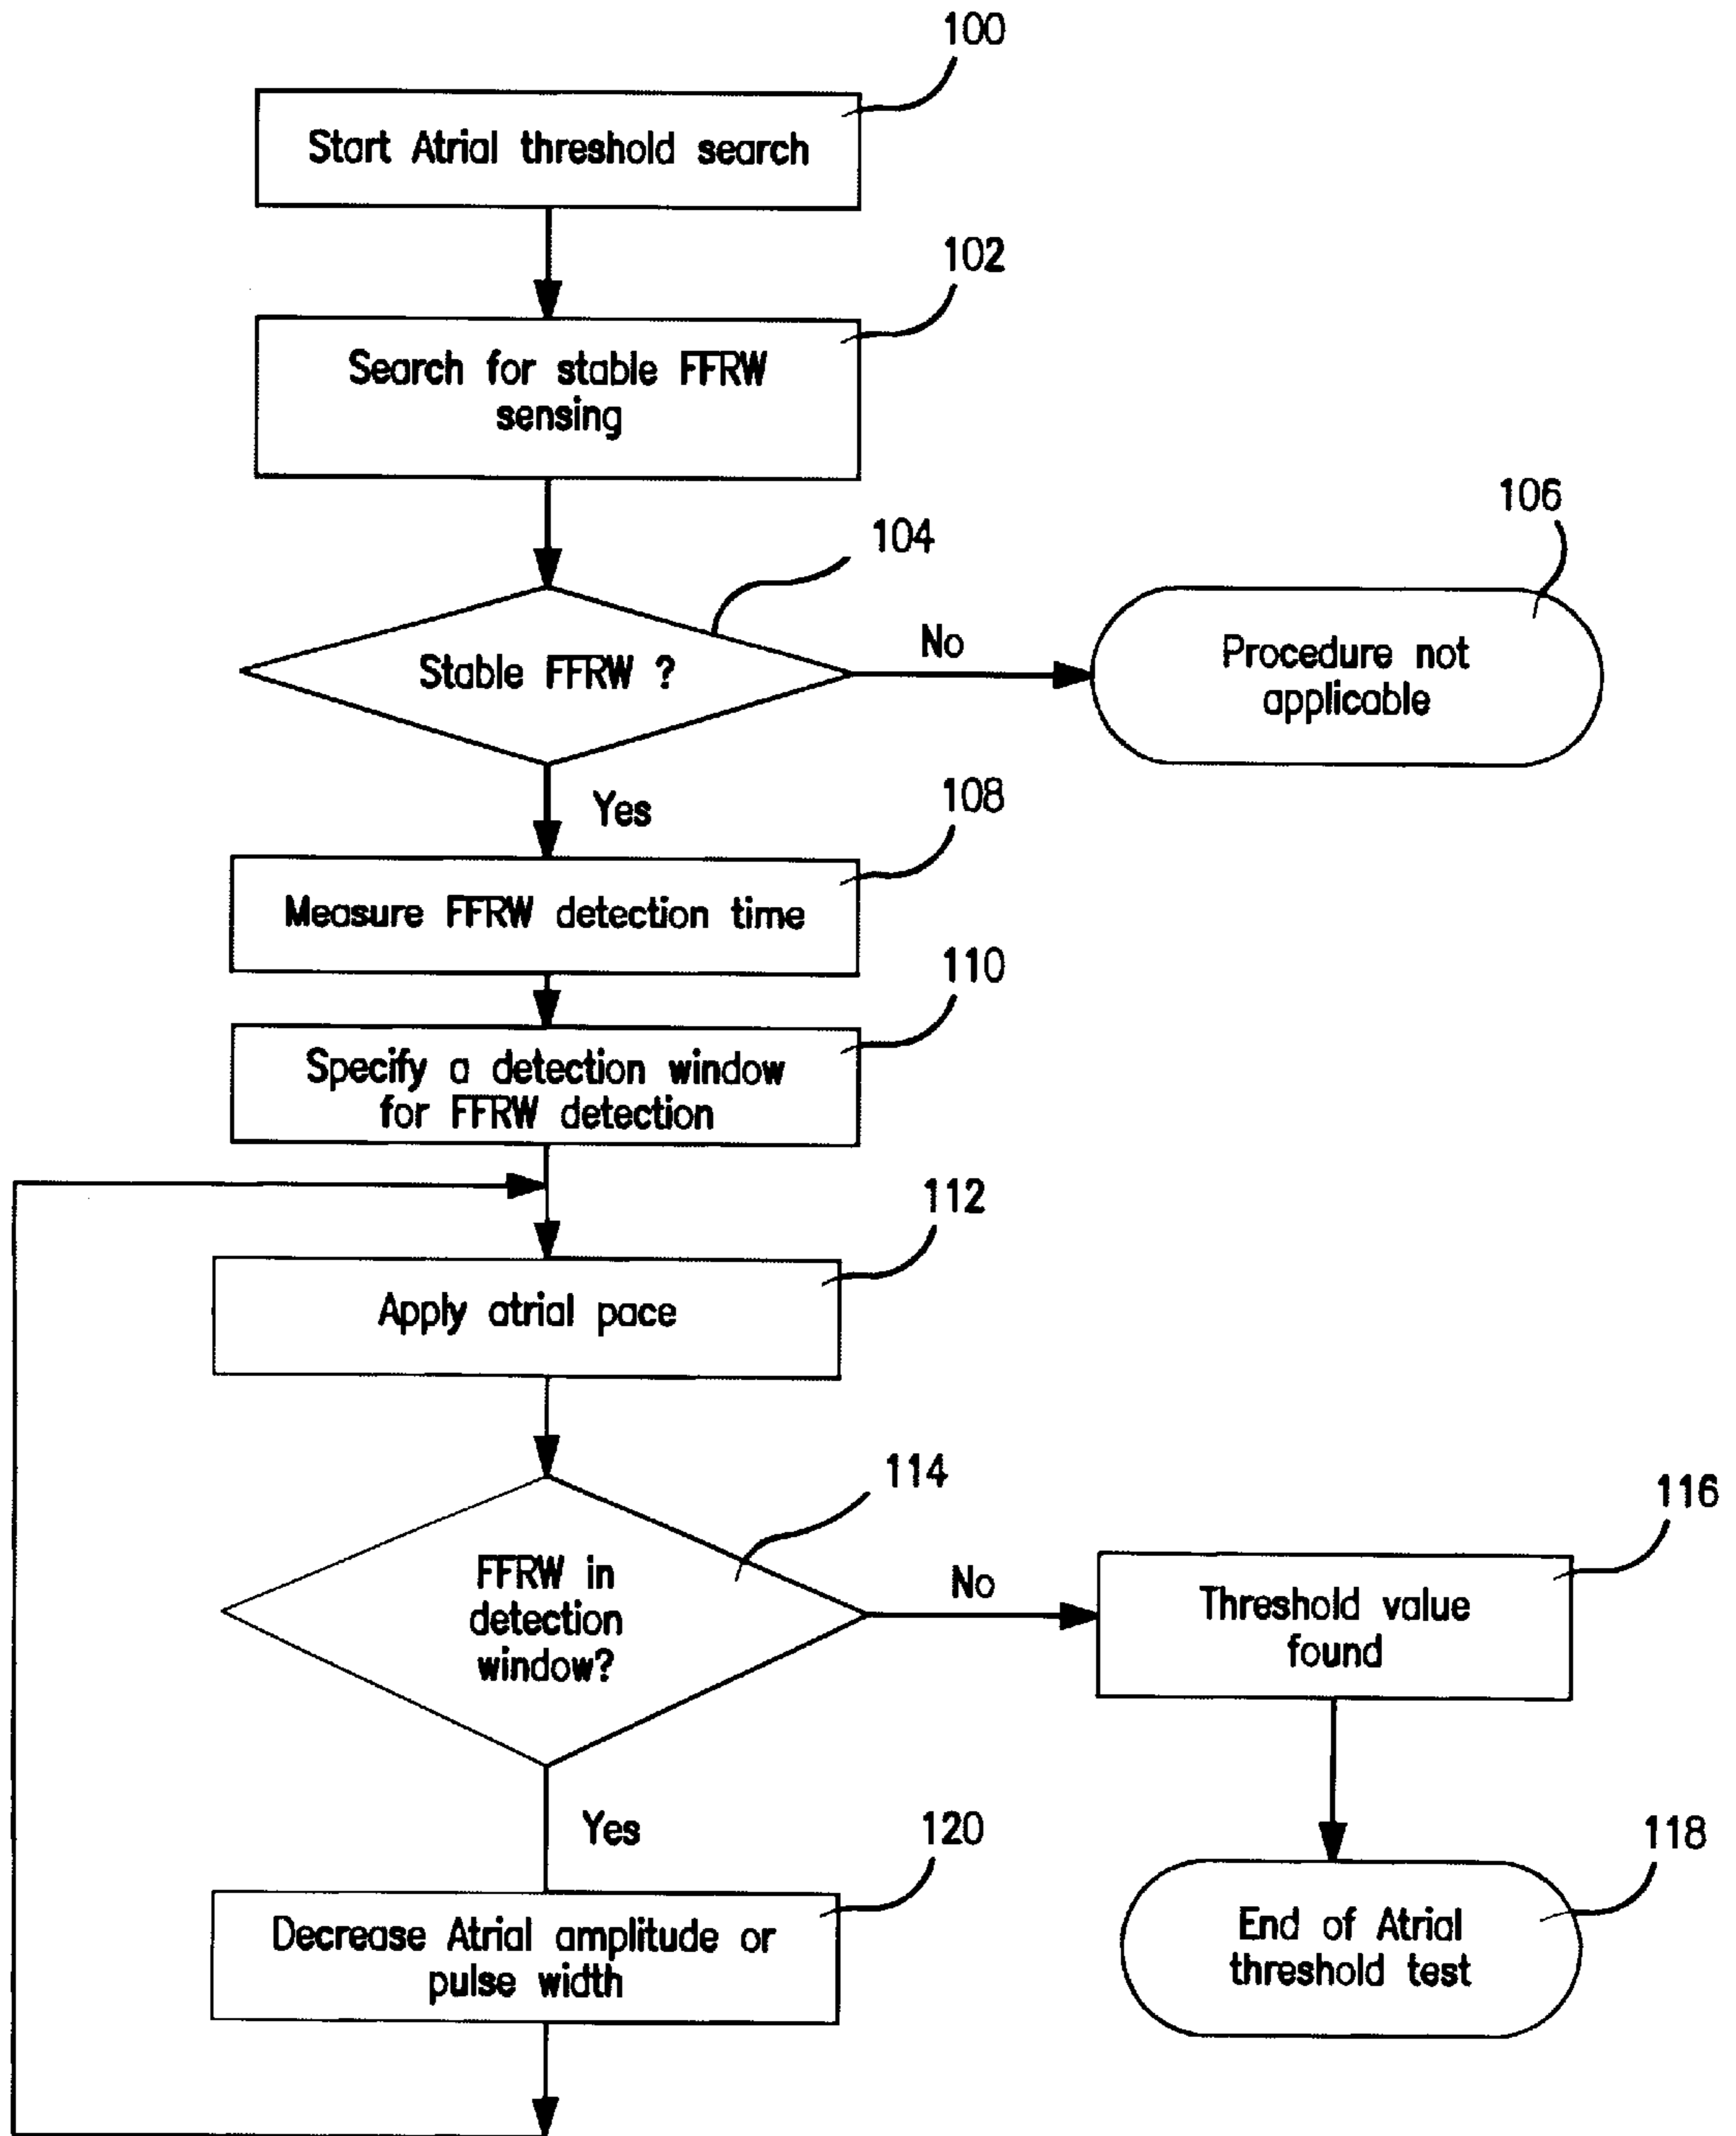 100
Start Atrial threshold search
102
Search for stable FFRW
sensing
104
106
Stable FFRW ?
No
Procedure not
applicable
Yes
108
Measure FFRW detection time
110
Specify a detection window
for FFRW detection
112
Apply atrial pace
114
116
FFRW in
detection
window?
No
Threshold value
found
Yes
120
118
Decrease Atrial amplitude or
pulse width
End of Atrial
threshold test